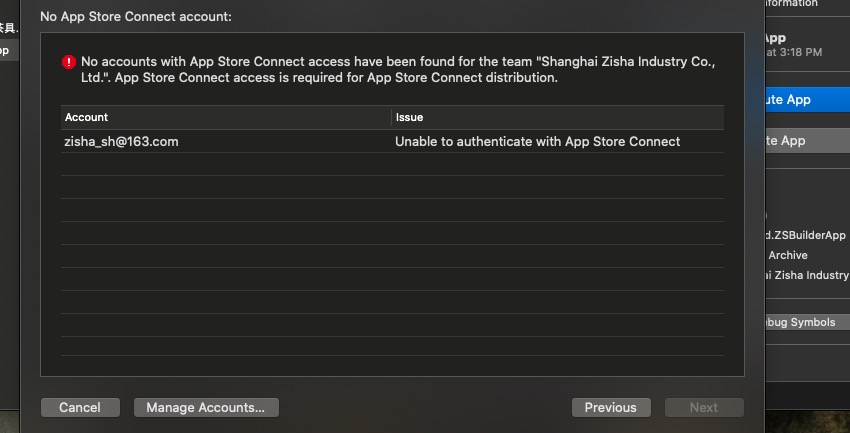 No App Store Connect account:
No accounts with App Store Connect access have been found for the team "Shanghai Zisha Industry Co.,
Ltd.". App Store Connect access is required for App Store Connect distribution.
Account
Issue
zisha_sh@163.com
Unable to authenticate with App Store Connect
Cancel
Manage Accounts...
Previous
Next
具.
pp
formation
App
at 3:18 PM
ute App
te App
d.ZSBuilderApp
Archive
ai Zisha Industry
ebug Symbols